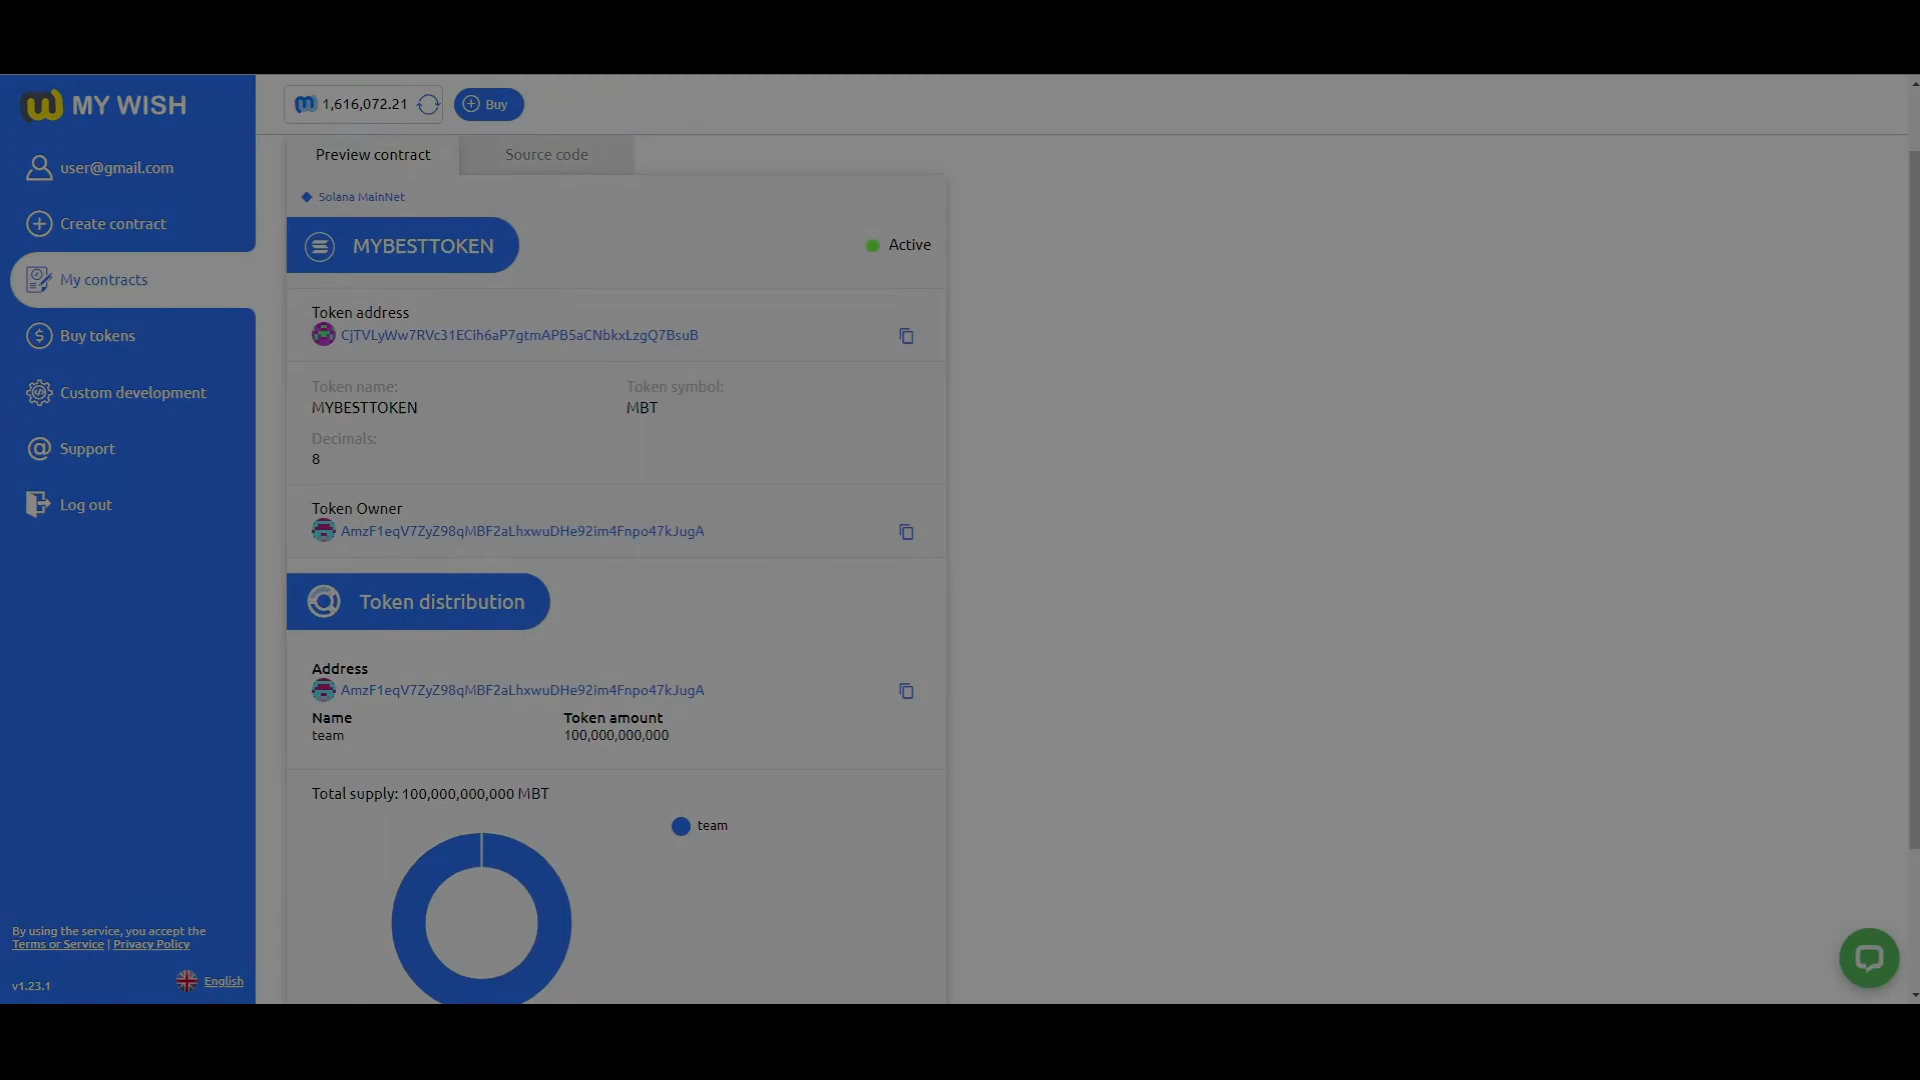 MY WISH
user@gmail.com
Create contract
My contracts
Buy tokens
Custom development
Support
Log out
By using the service, you accept the
Terms or Service | Privacy Policy
v1.23.1
English
1,616,072.21
Buy
Preview contract
Source code
Solana MainNet
MYBESTTOKEN
Active
Token address
CjTVLyWw7RVc31ECih6aP7gtmAPB5aCNbkxLzgQ7BsuB
Token name:
Token symbol:
MYBESTTOKEN
MBT
Decimals:
8
Token Owner
AmzF1eqV7ZyZ98qMBF2aLhxwuDHe92im4Fnpo47kJugA
Token distribution
Address
AmzF1eqV7ZyZ98qMBF2aLhxwuDHe92im4Fnpo47kJugA
Name
Token amount
team
100,000,000,000
Total supply: 100,000,000,000 MBT
team